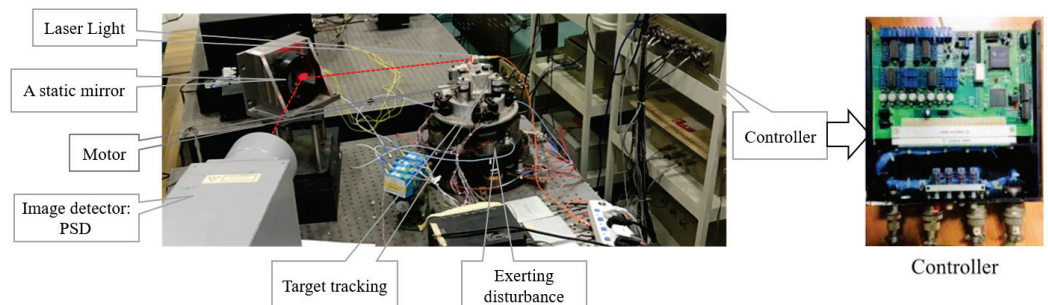 Laser Light
A static mirror
Motor
Image detector:
PSD
Target tracking
Exerting
disturbance
Controller
Controller